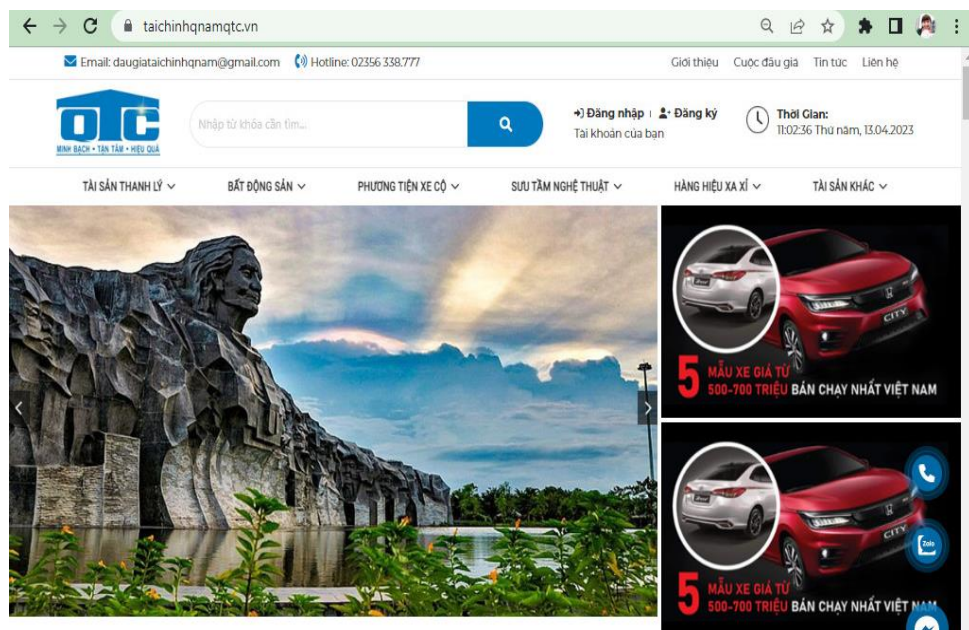 taichinhqnamqtc.vn
Email: daugiataichinhqnam@gmail.com Hotline: 02356 338.777 Giới thiệu Cuộc đấu giá Tin tức Liên hệ
QTC
MINH BẠCH - TẬN TÂM - HIỆU QUẢ
Nhập từ khóa cần tìm...
Đăng nhập | Đăng ký
Tài khoản của bạn
Thời Gian:
11:02:36 Thứ năm, 13.04.2023
TÀI SẢN THANH LÝ BẤT ĐỘNG SẢN PHƯƠNG TIỆN XE CỘ SƯU TẦM NGHỆ THUẬT HÀNG HIỆU XA XỈ TÀI SẢN KHÁC
CITY
5 MẪU XE GIÁ TỪ
500-700 TRIỆU BÁN CHẠY NHẤT VIỆT NAM
CITY
Zalo
5 MẪU XE GIÁ TỪ
500-700 TRIỆU BÁN CHẠY NHẤT VIỆT NAM